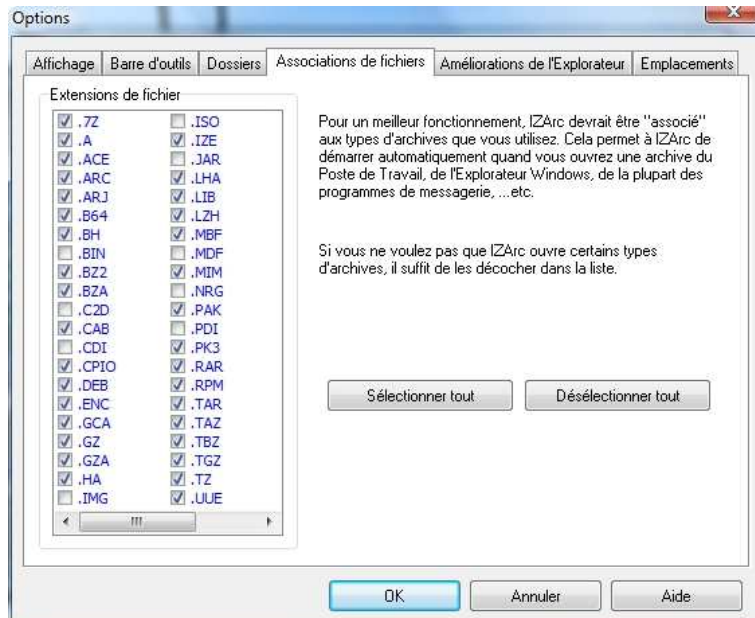 Options
Affichage
Barre d'outils
Dossiers
Associations de fichiers
Améliorations de l'Explorateur
Emplacements
Extensions de fichier
.7Z
.A
.ACE
.ARC
.ARJ
.B64
.BH
.BIN
.BZ2
.BZA
.C2D
.CAB
.CDI
.CPIO
.DEB
.ENC
.GCA
.GZ
.GZA
.HA
.IMG
.ISO
.IZE
.JAR
.LHA
.LIB
.LZH
.MBF
.MDF
.MIM
.NRG
.PAK
.PDI
.PK3
.RAR
.RPM
.TAR
.TAZ
.TBZ
.TGZ
.TZ
.UUE
Pour un meilleur fonctionnement, IZArc devrait être "associé"
aux types d'archives que vous utilisez. Cela permet à IZArc de
démarrer automatiquement quand vous ouvrez une archive du
Poste de Travail, de l'Explorateur Windows, de la plupart des
programmes de messagerie, ...etc.
Si vous ne voulez pas que IZArc ouvre certains types
d'archives, il suffit de les décocher dans la liste.
Sélectionner tout
Désélectionner tout
OK
Annuler
Aide